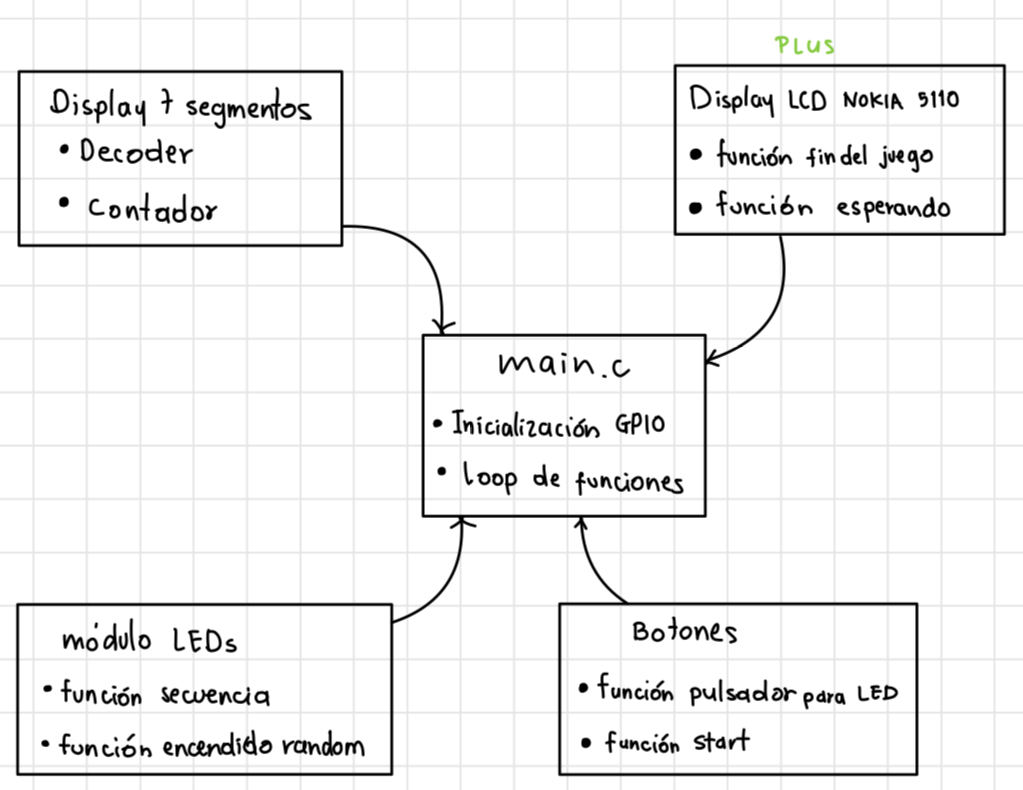 Display 7 segmentos
• Decoder
• Contador
PLUS
Display LCD NOKIA 5110
• función fin del juego
• función esperando
main.c
• Inicialización GPIO
• loop de funciones
módulo LEDs
• función secuencia
• función encendido random
Botones
• función pulsador para LED
• función start